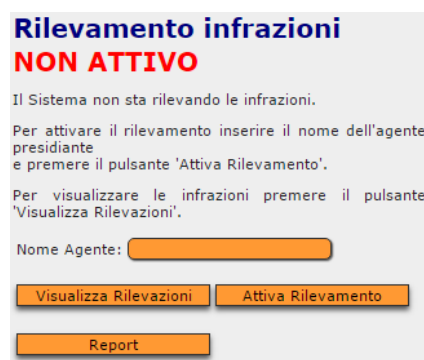 Rilevamento infrazioni
NON ATTIVO
Il Sistema non sta rilevando le infrazioni.
Per attivare il rilevamento inserire il nome dell'agente
presidiante
e premere il pulsante 'Attiva Rilevamento'.
Per visualizzare le infrazioni premere il pulsante
'Visualizza Rilevazioni'.
Nome Agente:
Visualizza Rilevazioni Attiva Rilevamento
Report